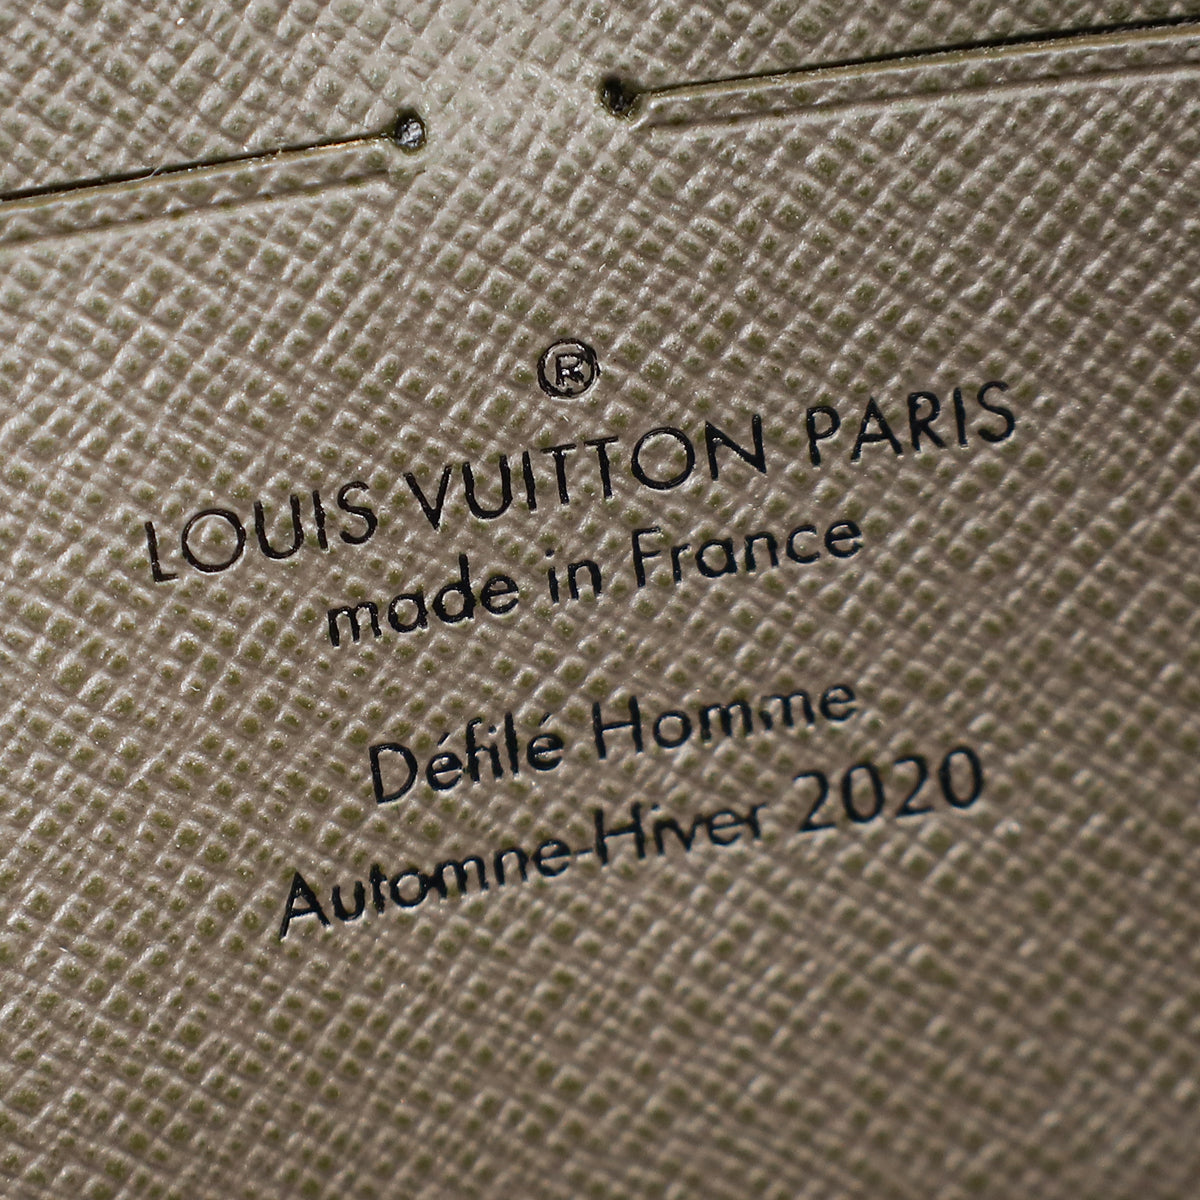 ®
LOUIS VUITTON PARIS
made in France
Défilé Homme
Automne-Hiver 2020